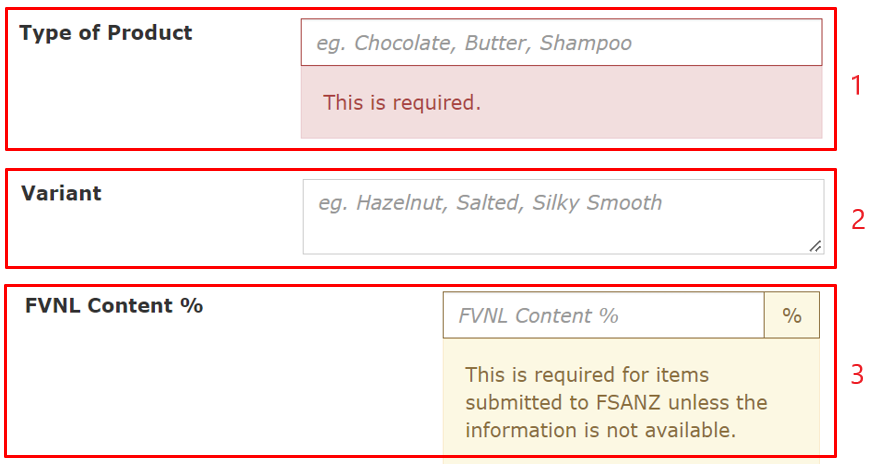 Type of Product
eg. Chocolate, Butter, Shampoo
This is required.
1
Variant
eg. Hazelnut, Salted, Silky Smooth
2
FVNL Content %
FVNL Content %
%
This is required for items
submitted to FSANZ unless the
information is not available.
3